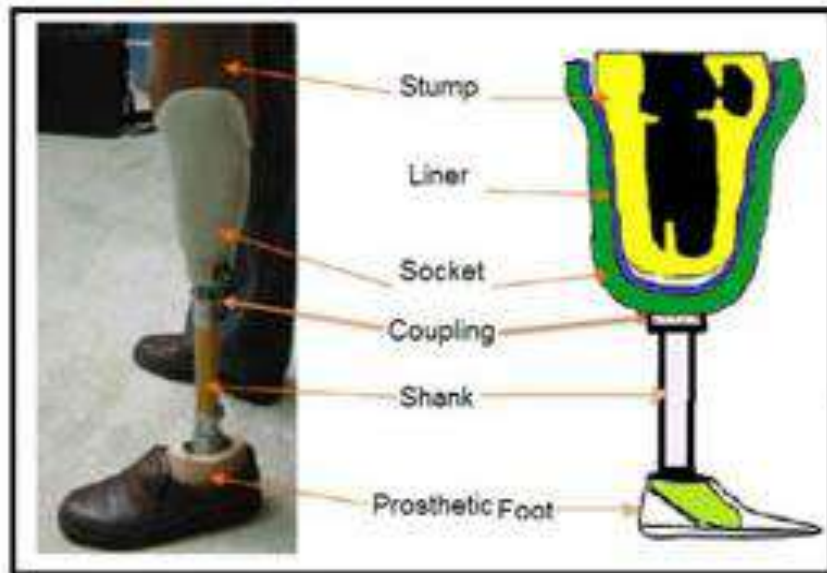 Stump
Liner
Socket
Coupling
Shank
Prosthetic Foot